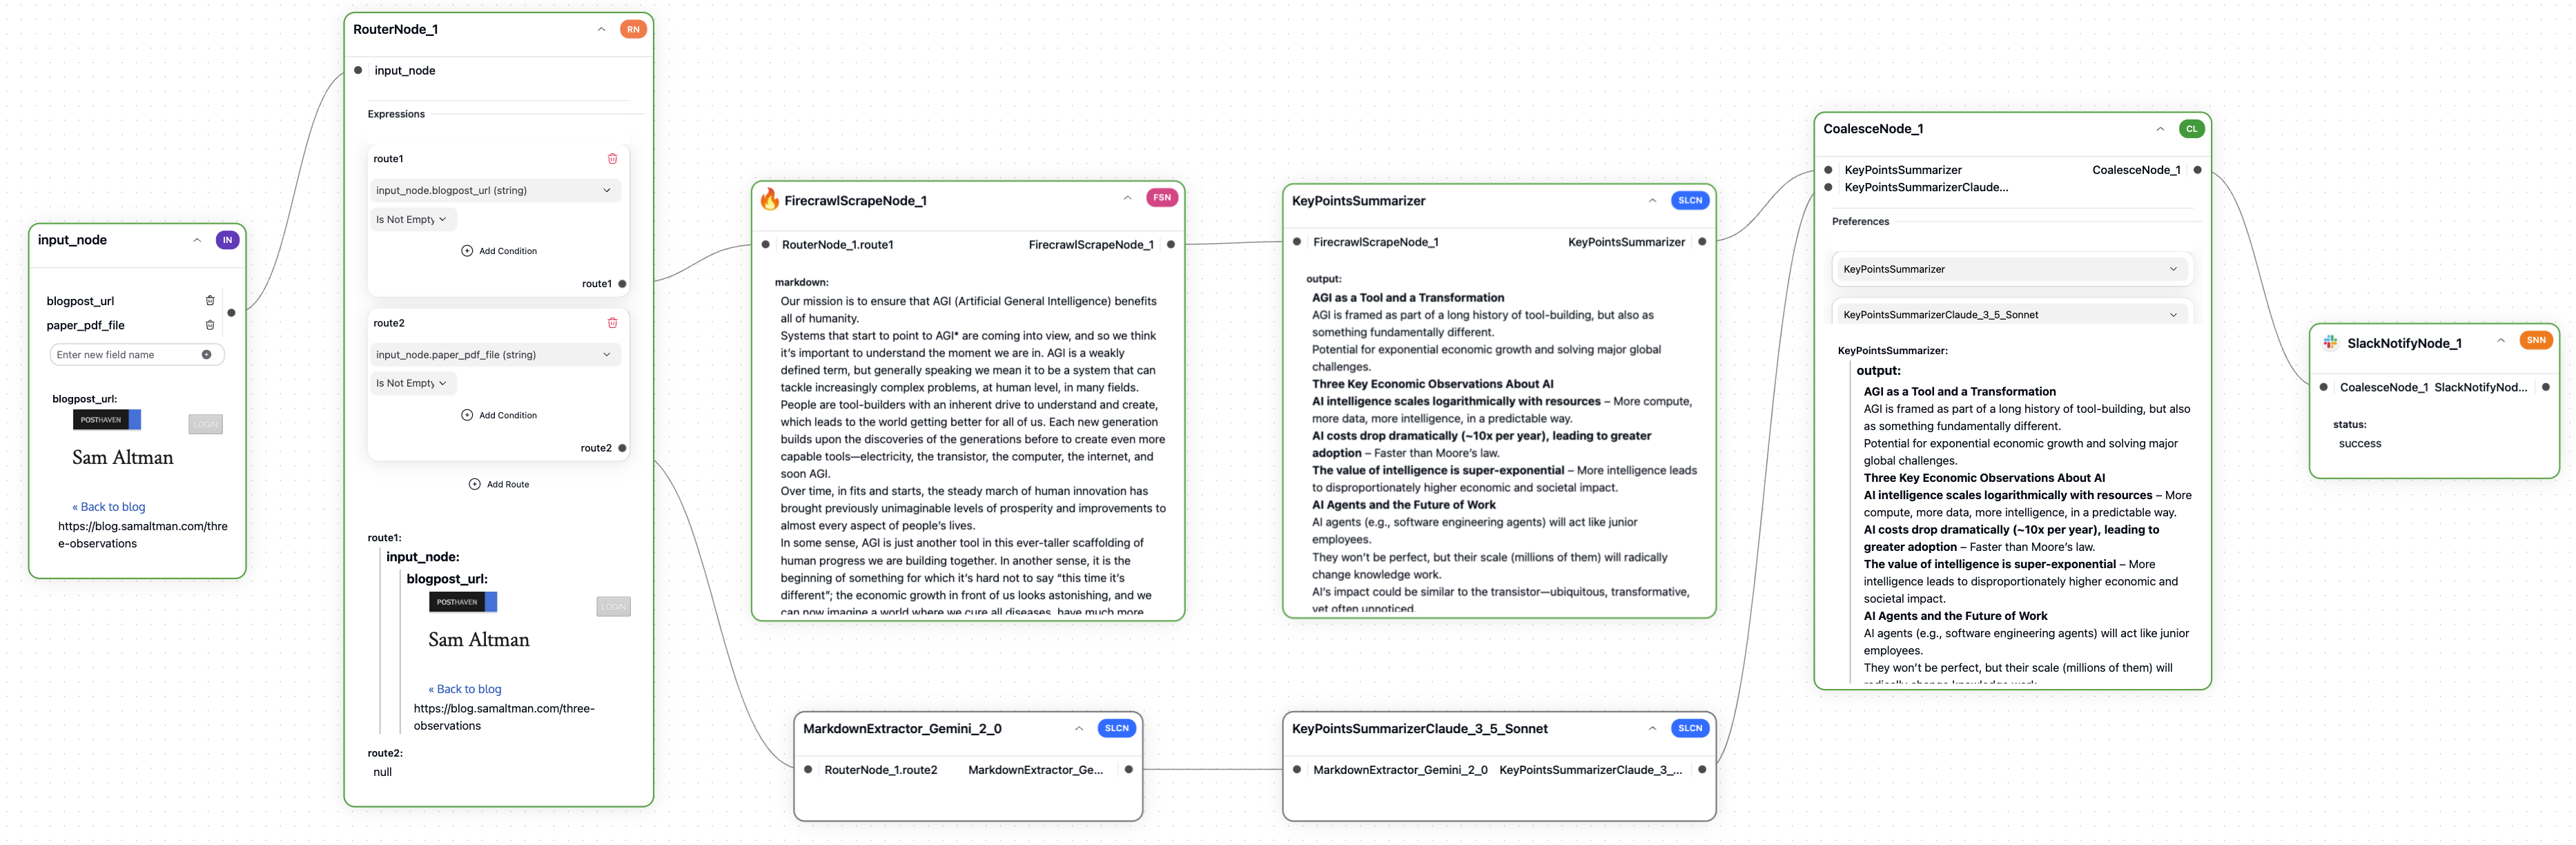 input_node
IN
blogpost_url
paper_pdf_file
Enter new field name
blogpost_url:
POSTHAVEN
LOGIN
Sam Altman
« Back to blog
https://blog.samaltman.com/thre
e-observations
RouterNode_1
RN
input_node
Expressions
route1
input_node.blogpost_url (string)
Is Not Empty
Add Condition
route1
route2
input_node.paper_pdf_file (string)
Is Not Empty
Add Condition
route2
Add Route
route1:
input_node:
blogpost_url:
POSTHAVEN
LOGIN
Sam Altman
« Back to blog
https://blog.samaltman.com/three-
observations
route2:
null
FirecrawlScrapeNode_1
FSN
RouterNode_1.route1 FirecrawlScrapeNode_1
markdown:
Our mission is to ensure that AGI (Artificial General Intelligence) benefits
all of humanity.
Systems that start to point to AGI* are coming into view, and so we think
it’s important to understand the moment we are in. AGI is a weakly
defined term, but generally speaking we mean it to be a system that can
tackle increasingly complex problems, at human level, in many fields.
People are tool-builders with an inherent drive to understand and create,
which leads to the world getting better for all of us. Each new generation
builds upon the discoveries of the generations before to create even more
capable tools—electricity, the transistor, the computer, the internet, and
soon AGI.
Over time, in fits and starts, the steady march of human innovation has
brought previously unimaginable levels of prosperity and improvements to
almost every aspect of people’s lives.
In some sense, AGI is just another tool in this ever-taller scaffolding of
human progress we are building together. In another sense, it is the
beginning of something for which it’s hard not to say “this time it’s
different”; the economic growth in front of us looks astonishing, and we
can now imagine a world where we cure all diseases, have much more
MarkdownExtractor_Gemini_2_0
SLCN
RouterNode_1.route2 MarkdownExtractor_Ge...
KeyPointsSummarizer
SLCN
FirecrawlScrapeNode_1 KeyPointsSummarizer
output:
AGI as a Tool and a Transformation
AGI is framed as part of a long history of tool-building, but also as
something fundamentally different.
Potential for exponential economic growth and solving major global
challenges.
Three Key Economic Observations About AI
AI intelligence scales logarithmically with resources – More compute,
more data, more intelligence, in a predictable way.
AI costs drop dramatically (~10x per year), leading to greater
adoption – Faster than Moore’s law.
The value of intelligence is super-exponential – More intelligence leads
to disproportionately higher economic and societal impact.
AI Agents and the Future of Work
AI agents (e.g., software engineering agents) will act like junior
employees.
They won’t be perfect, but their scale (millions of them) will radically
change knowledge work.
AI’s impact could be similar to the transistor—ubiquitous, transformative,
yet often unnoticed.
KeyPointsSummarizerClaude_3_5_Sonnet
SLCN
MarkdownExtractor_Gemini_2_0 KeyPointsSummarizerClaude_3_...
CoalesceNode_1
CL
KeyPointsSummarizer CoalesceNode_1
KeyPointsSummarizerClaude...
Preferences
KeyPointsSummarizer
KeyPointsSummarizerClaude_3_5_Sonnet
KeyPointsSummarizer:
output:
AGI as a Tool and a Transformation
AGI is framed as part of a long history of tool-building, but also
as something fundamentally different.
Potential for exponential economic growth and solving major
global challenges.
Three Key Economic Observations About AI
AI intelligence scales logarithmically with resources – More
compute, more data, more intelligence, in a predictable way.
AI costs drop dramatically (~10x per year), leading to
greater adoption – Faster than Moore’s law.
The value of intelligence is super-exponential – More
intelligence leads to disproportionately higher economic and
societal impact.
AI Agents and the Future of Work
AI agents (e.g., software engineering agents) will act like junior
employees.
They won’t be perfect, but their scale (millions of them) will
radically change knowledge work.
SlackNotifyNode_1
SNN
CoalesceNode_1 SlackNotifyNod...
status:
success